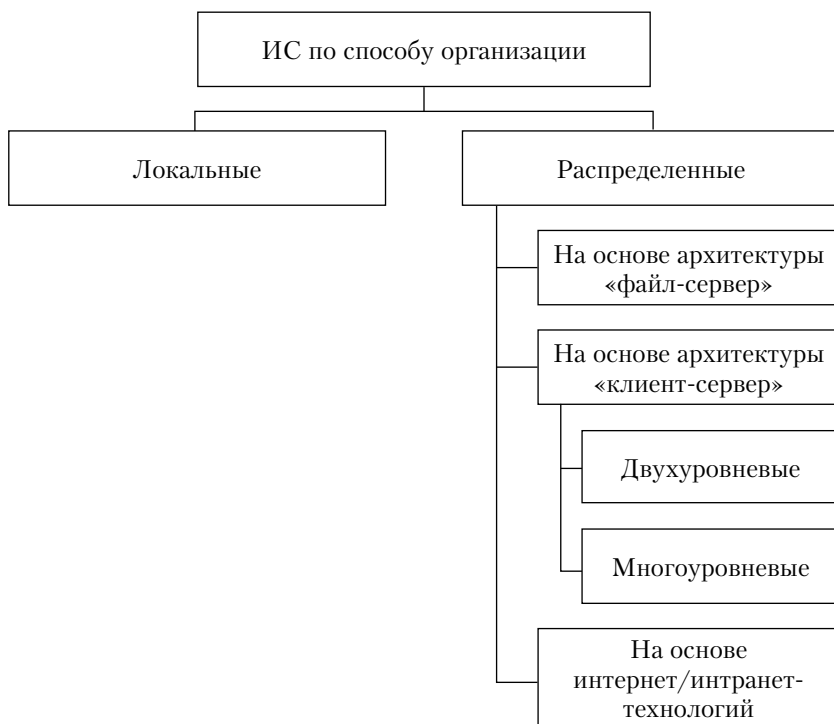 ИС по способу организации
Локальные
Распределенные
На основе архитектуры
«файл-сервер»
На основе архитектуры
«клиент-сервер»
Двухуровневые
Многоуровневые
На основе
интернет/интранет-
технологий